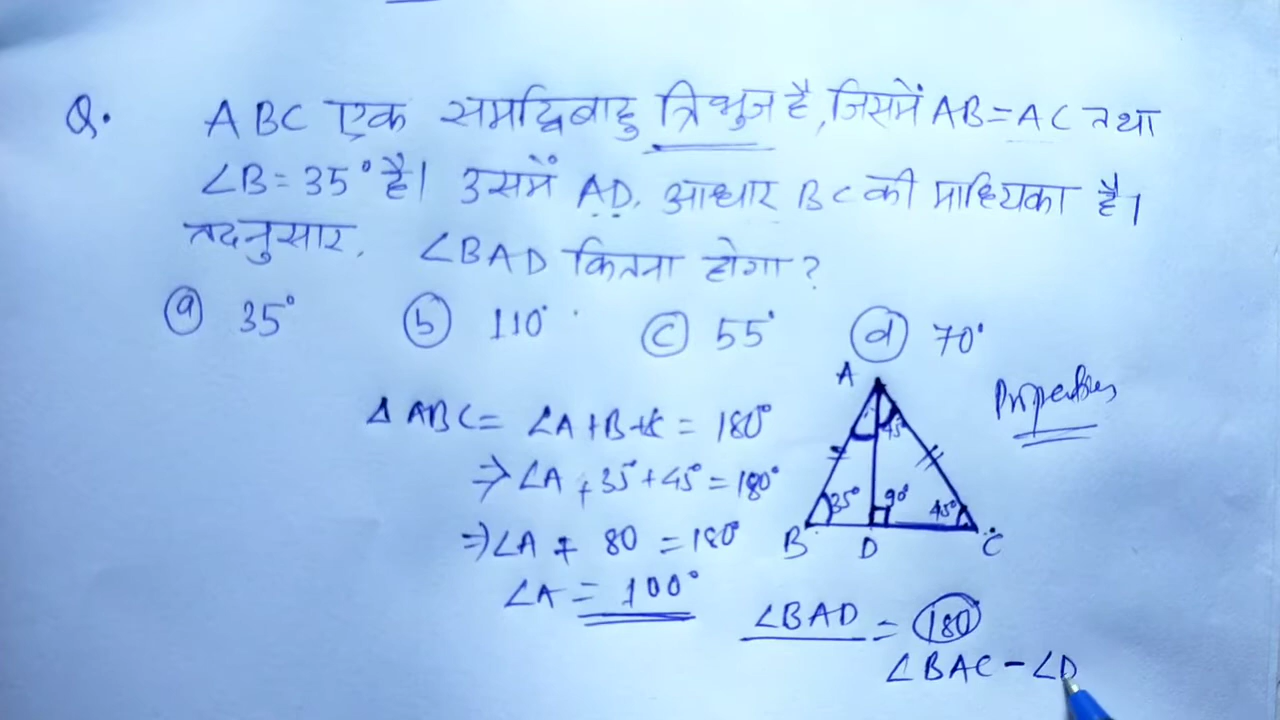 Q. ABC एक समद्विबाहु त्रिभुज है, जिसमें AB=AC तथा
∠B=35° है। उसमें AD, आधार BC की माध्यिका है।
तदनुसार, ∠BAD कितना होगा?
(a) 35° (b) 110° (c) 55° (d) 70°
A
Properties
ΔABC = ∠A+B+C = 180°
45°
⇒ ∠A + 35°+45° = 180°
35° 90° 45°
⇒ ∠A + 80 = 180°
B D C
∠A = 100°
∠BAD = 180
∠BAC - ∠D